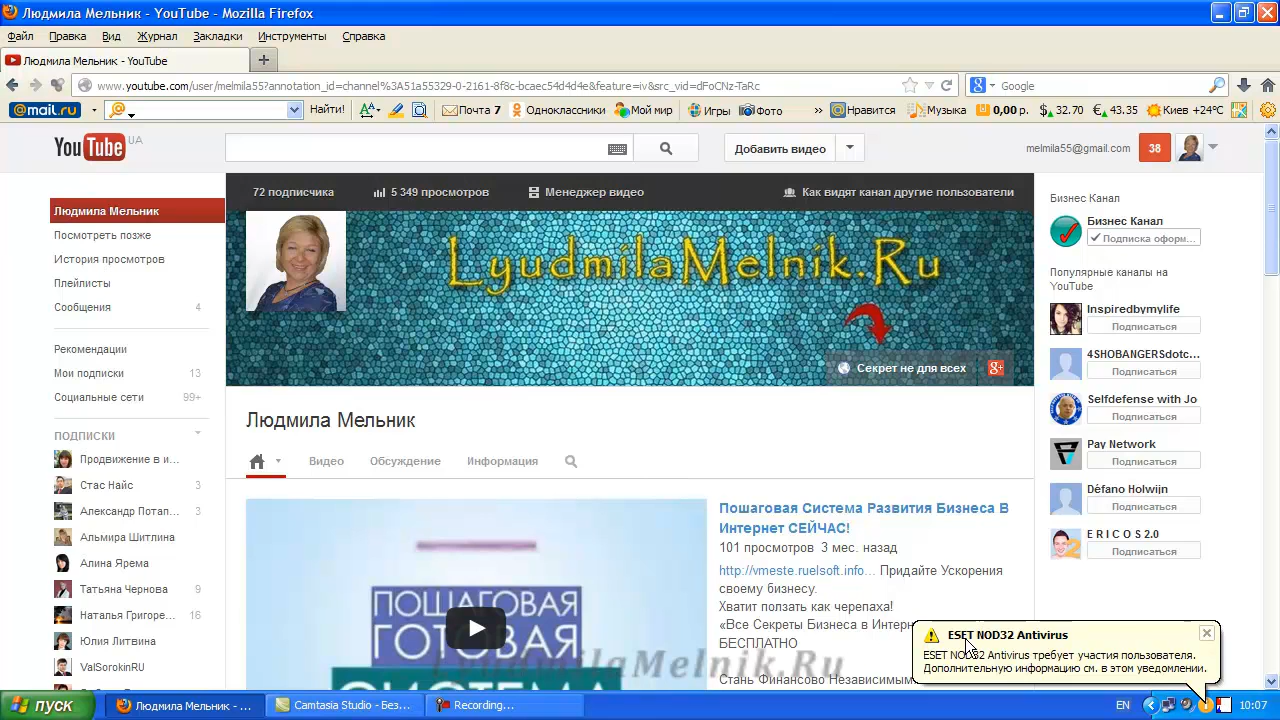 Людмила Мельник - YouTube - Mozilla Firefox
Файл Правка Вид Журнал Закладки Инструменты Справка
Людмила Мельник - YouTube
www.youtube.com/user/melmila55?annotation_id=channel%3A51a55329-0-2161-8f8c-bcaec54d4d4e&feature=iv&src_vid=dFoCNz-TaRc
Google
@mail.ru Найти! Почта 7 Одноклассники Мой мир Игры Фото » Нравится Музыка 0,00 р. $ 32.70 € 43.35 Киев +24°C
YouTube UA
Добавить видео
melmila55@gmail.com 38
72 подписчика 5 349 просмотров Менеджер видео Как видят канал другие пользователи
LyudmilaMelnik.Ru
Секрет не для всех
Людмила Мельник
Посмотреть позже
История просмотров
Плейлисты
Сообщения 4
Рекомендации
Мои подписки 13
Социальные сети 99+
ПОДПИСКИ
Продвижение в и...
Стас Найс 3
Александр Потап... 3
Альмира Шитлина
Алина Ярема
Татьяна Чернова 9
Наталья Григоре... 16
Юлия Литвина
ValSorokinRU
Людмила Мельник
Видео Обсуждение Информация
ПОШАГОВАЯ
ГОТОВАЯ
СИСТЕМА
LyudmilaMelnik.Ru
Пошаговая Система Развития Бизнеса В
Интернет СЕЙЧАС!
101 просмотров 3 мес. назад
http://vmeste.ruelsoft.info... Придайте Ускорения
своему бизнесу.
Хватит ползать как черепаха!
«Все Секреты Бизнеса в Интерн
БЕСПЛАТНО
Стань Финансово Независимым
Бизнес Канал
Бизнес Канал
Подписка оформ...
Популярные каналы на
YouTube
Inspiredbymylife
Подписаться
4SHOBANGERSdotc...
Подписаться
Selfdefense with Jo
Подписаться
Pay Network
Подписаться
Défano Holwijn
Подписаться
E R I C O S 2.0
Подписаться
ESET NOD32 Antivirus
ESET NOD32 Antivirus требует участия пользователя.
Дополнительную информацию см. в этом уведомлении.
пуск Людмила Мельник - ... Camtasia Studio - Без... Recording... EN 10:07